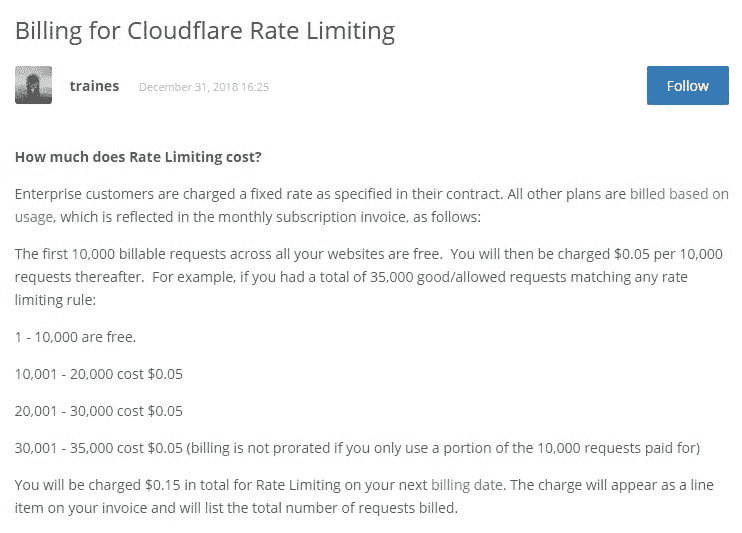 Billing for Cloudflare Rate Limiting
traines December 31, 2018 16:25
Follow
How much does Rate Limiting cost?
Enterprise customers are charged a fixed rate as specified in their contract. All other plans are billed based on
usage, which is reflected in the monthly subscription invoice, as follows:
The first 10,000 billable requests across all your websites are free. You will then be charged $0.05 per 10,000
requests thereafter. For example, if you had a total of 35,000 good/allowed requests matching any rate
limiting rule:
1 - 10,000 are free.
10,001 - 20,000 cost $0.05
20,001 - 30,000 cost $0.05
30,001 - 35,000 cost $0.05 (billing is not prorated if you only use a portion of the 10,000 requests paid for)
You will be charged $0.15 in total for Rate Limiting on your next billing date. The charge will appear as a line
item on your invoice and will list the total number of requests billed.